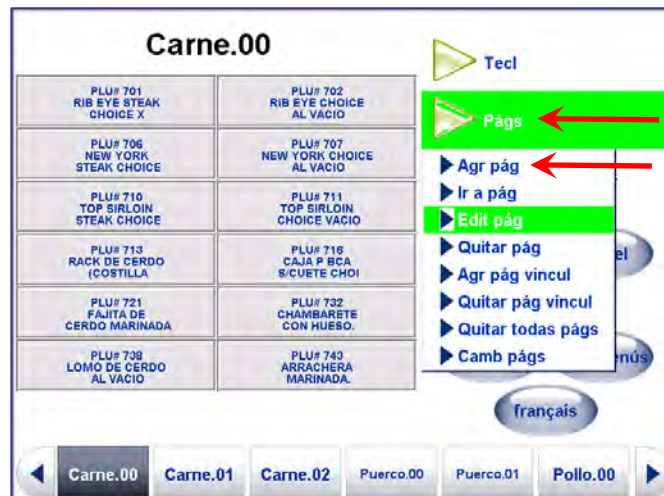 Carne.00
Tecl
PLU# 701
RIB EYE STEAK
CHOICE X
PLU# 702
RIB EYE CHOICE
AL VACIO
Págs
PLU# 706
NEW YORK
STEAK CHOICE
PLU# 707
NEW YORK CHOICE
AL VACIO
Agr pág
Ir a pág
PLU# 710
TOP SIRLOIN
STEAK CHOICE
PLU# 711
TOP SIRLOIN
CHOICE VACIO
Edit pág
Quitar pág
el
PLU# 713
RACK DE CERDO
(COSTILLA
PLU# 716
CAJA P BCA
S/CUETE CHOI
Agr pág vincul
Quitar pág vincul
PLU# 721
FAJITA DE
CERDO MARINADA
PLU# 732
CHAMBARETE
CON HUESO.
Quitar todas págs
Camb págs
enús
PLU# 738
LOMO DE CERDO
AL VACIO
PLU# 743
ARRACHERA
MARINADA.
français
Carne.00 Carne.01 Carne.02 Puerco.00 Puerco.01 Pollo.00